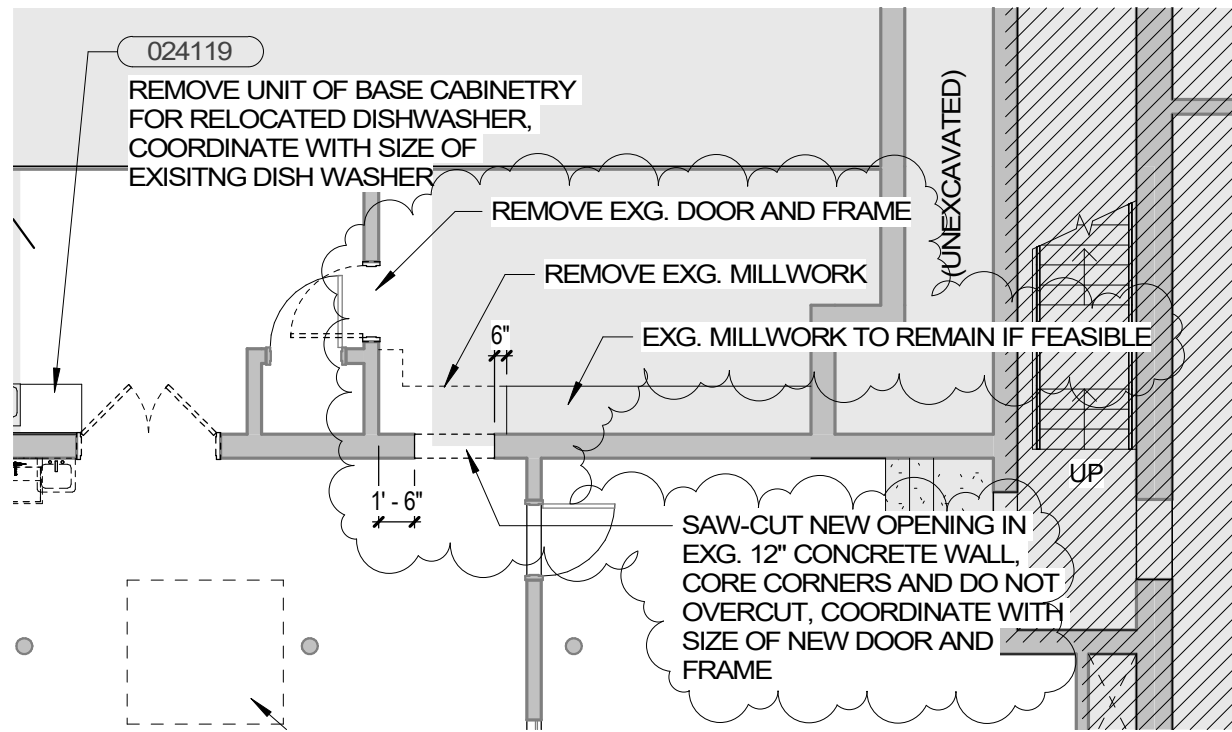 024119
REMOVE UNIT OF BASE CABINETRY
FOR RELOCATED DISHWASHER,
COORDINATE WITH SIZE OF
EXISITNG DISH WASHER
(UNEXCAVATED)
REMOVE EXG. DOOR AND FRAME
REMOVE EXG. MILLWORK
6"
EXG. MILLWORK TO REMAIN IF FEASIBLE
UP
1' - 6"
SAW-CUT NEW OPENING IN
EXG. 12" CONCRETE WALL,
CORE CORNERS AND DO NOT
OVERCUT, COORDINATE WITH
SIZE OF NEW DOOR AND
FRAME